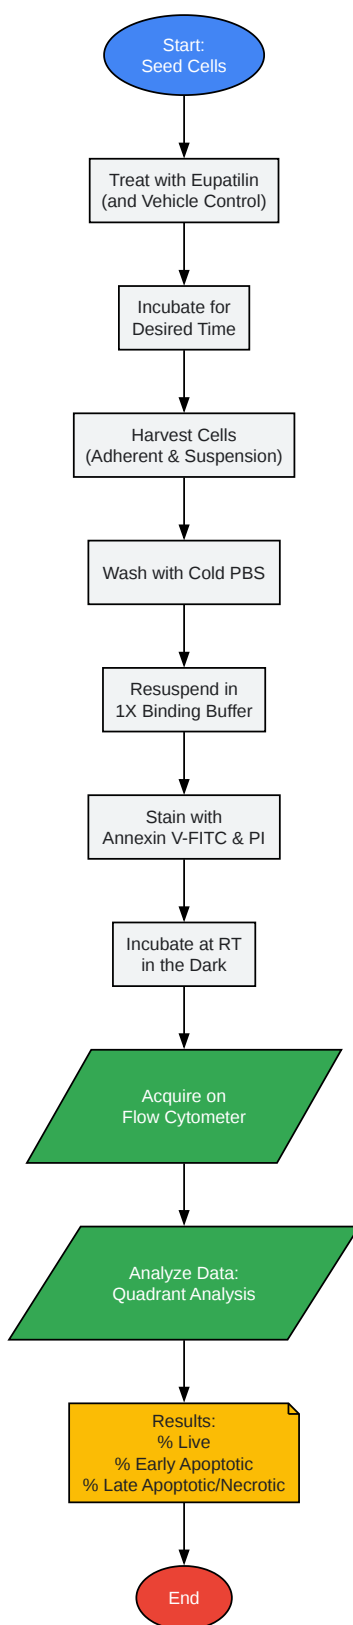 Start:
Seed Cells
Treat with Eupatilin
(and Vehicle Control)
Incubate for
Desired Time
Harvest Cells
(Adherent & Suspension)
Wash with Cold PBS
Resuspend in
1X Binding Buffer
Stain with
Annexin V-FITC & PI
Incubate at RT
in the Dark
Acquire on
Flow Cytometer
Analyze Data:
Quadrant Analysis
Results:
% Live
% Early Apoptotic
% Late Apoptotic/Necrotic
End